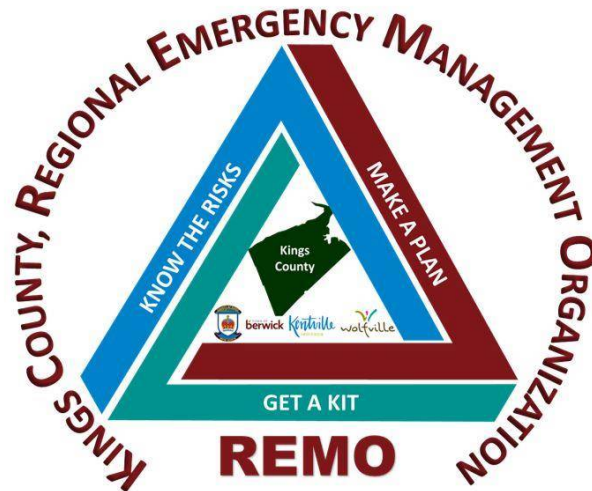 KINGS COUNTY, REGIONAL EMERGENCY MANAGEMENT ORGANIZATION
KNOW THE RISKS
MAKE A PLAN
Kings
County
berwick
Kentville
wolfville
GET A KIT
REMO